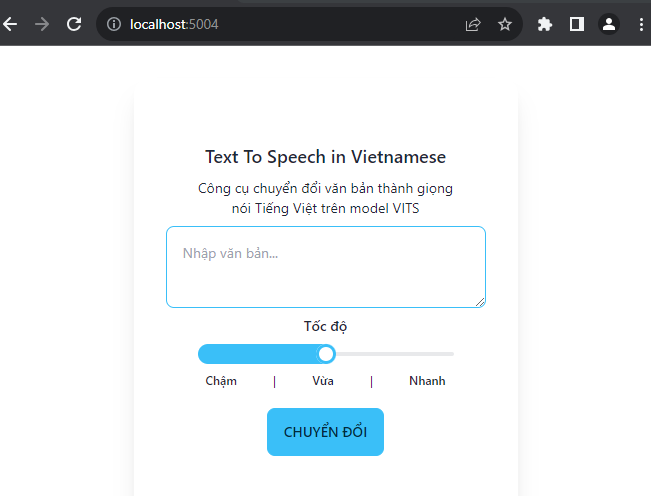 localhost:5004
Text To Speech in Vietnamese
Công cụ chuyển đổi văn bản thành giọng
nói Tiếng Việt trên model VITS
Nhập văn bản...
Tốc độ
Chậm | Vừa | Nhanh
CHUYỂN ĐỔI